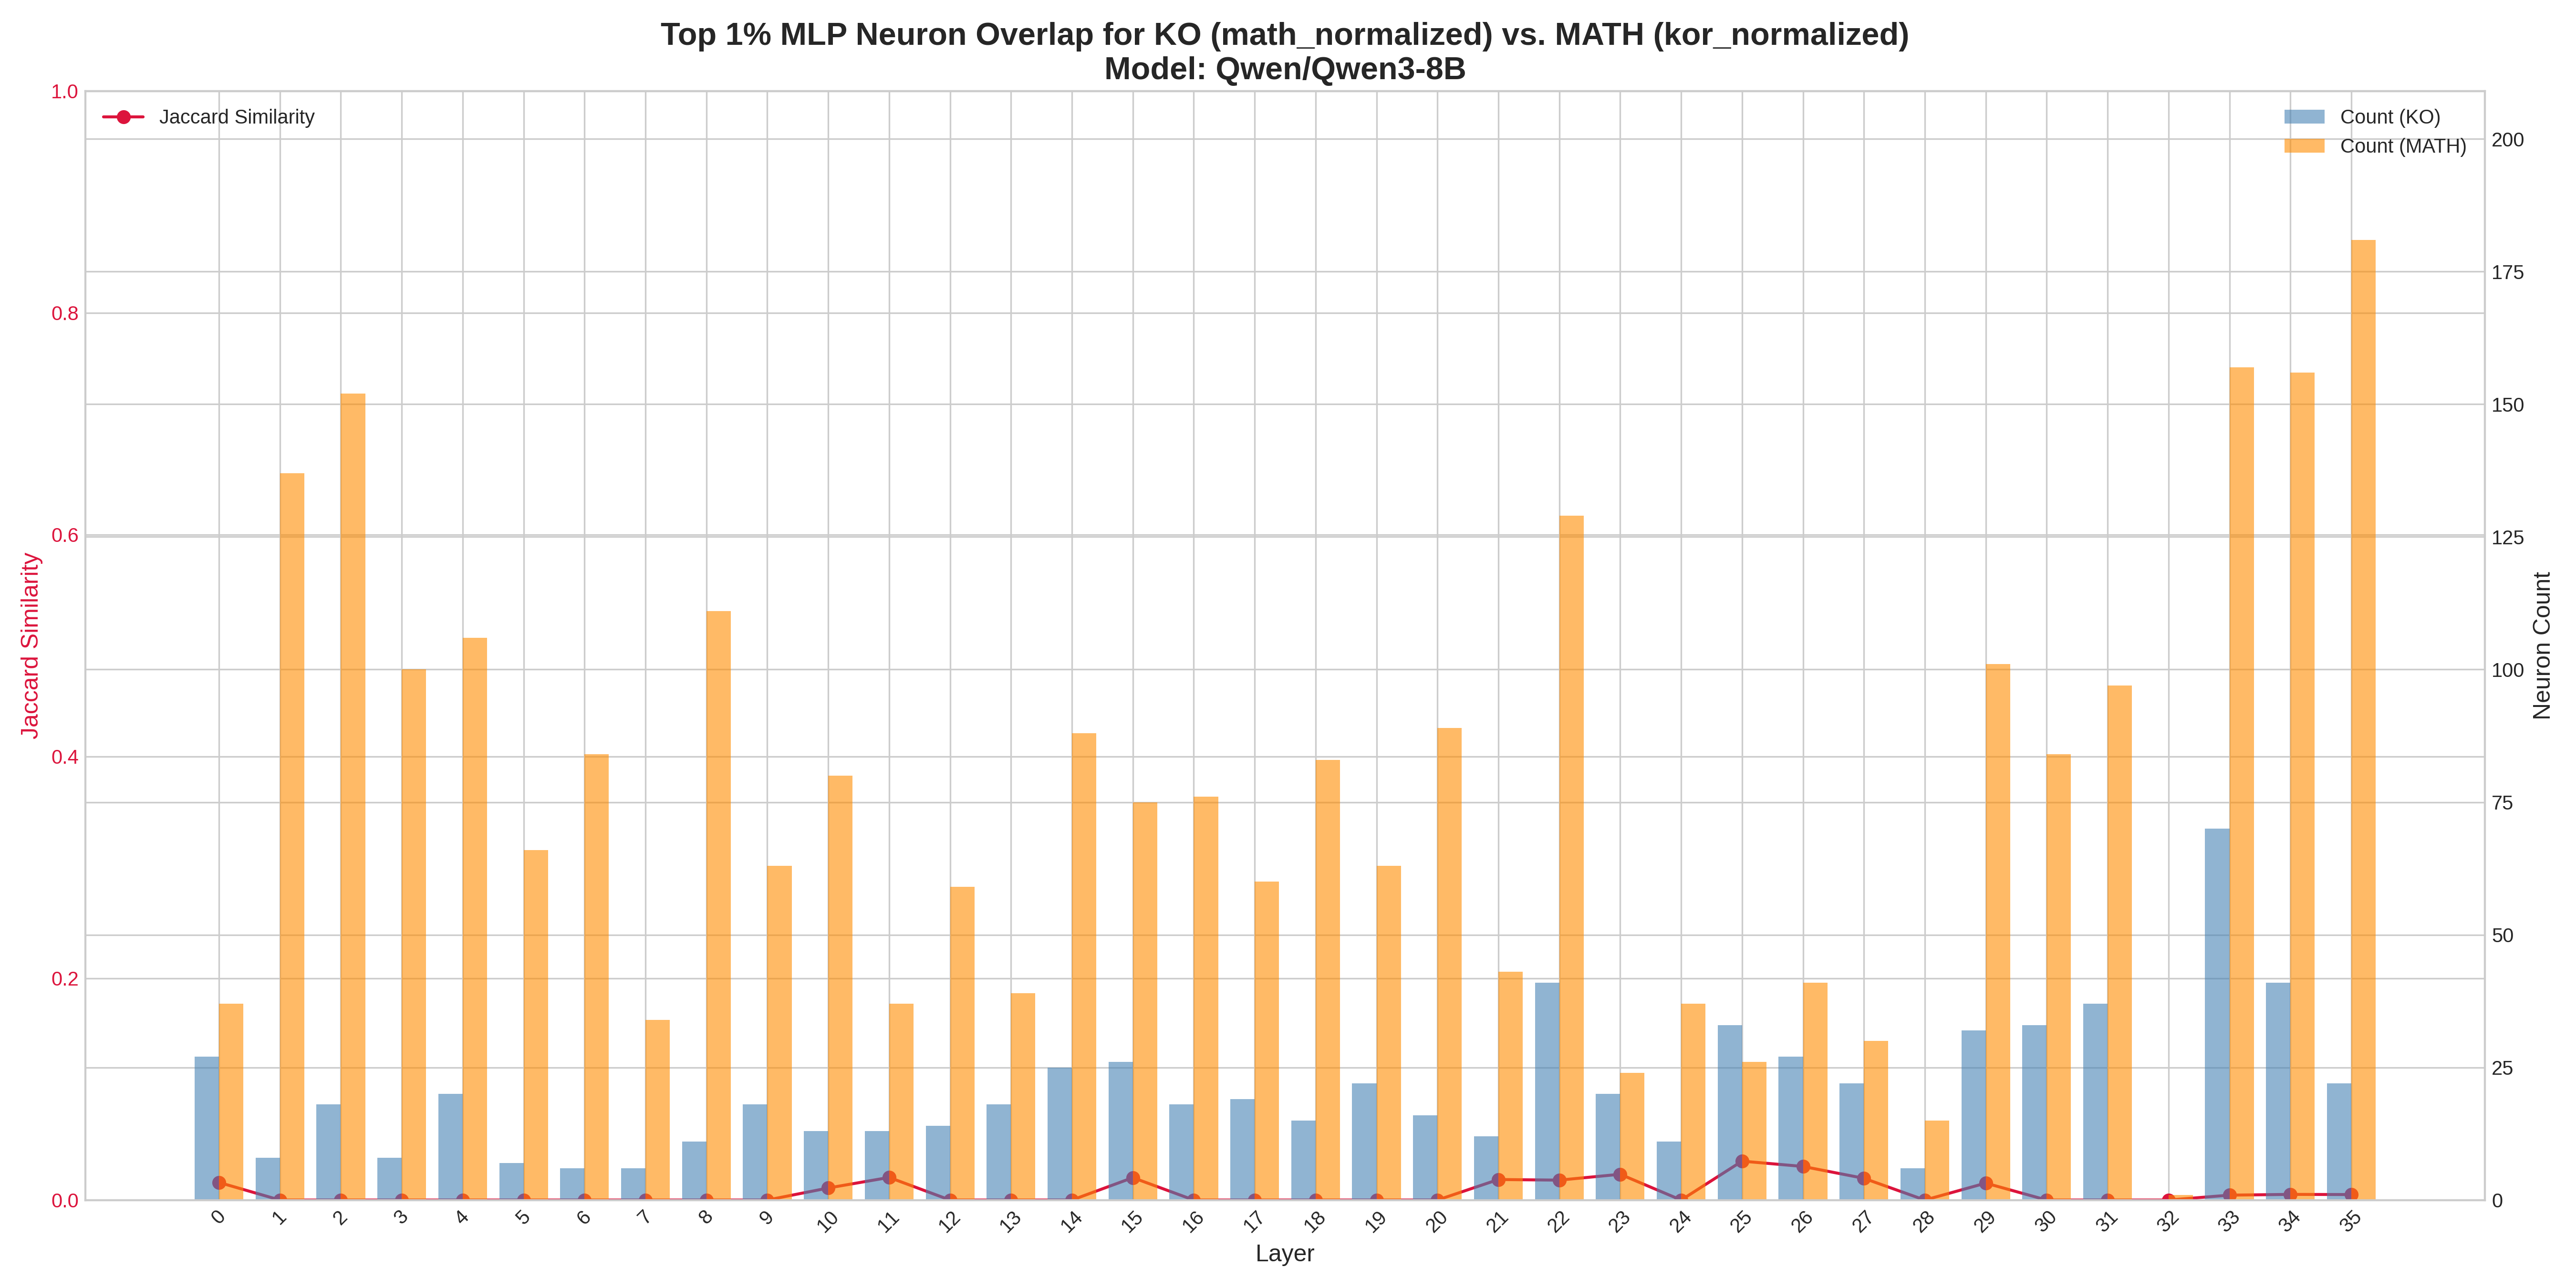 Top 1% MLP Neuron Overlap for KO (math_normalized) vs. MATH (kor_normalized)
Model: Qwen/Qwen3-8B
Jaccard Similarity
Count (KO)
Count (MATH)
1.0
0.8
0.6
0.4
0.2
0.0
Jaccard Similarity
200
175
150
125
100
75
50
25
0
Neuron Count
0 1 2 3 4 5 6 7 8 9 10 11 12 13 14 15 16 17 18 19 20 21 22 23 24 25 26 27 28 29 30 31 32 33 34 35
Layer